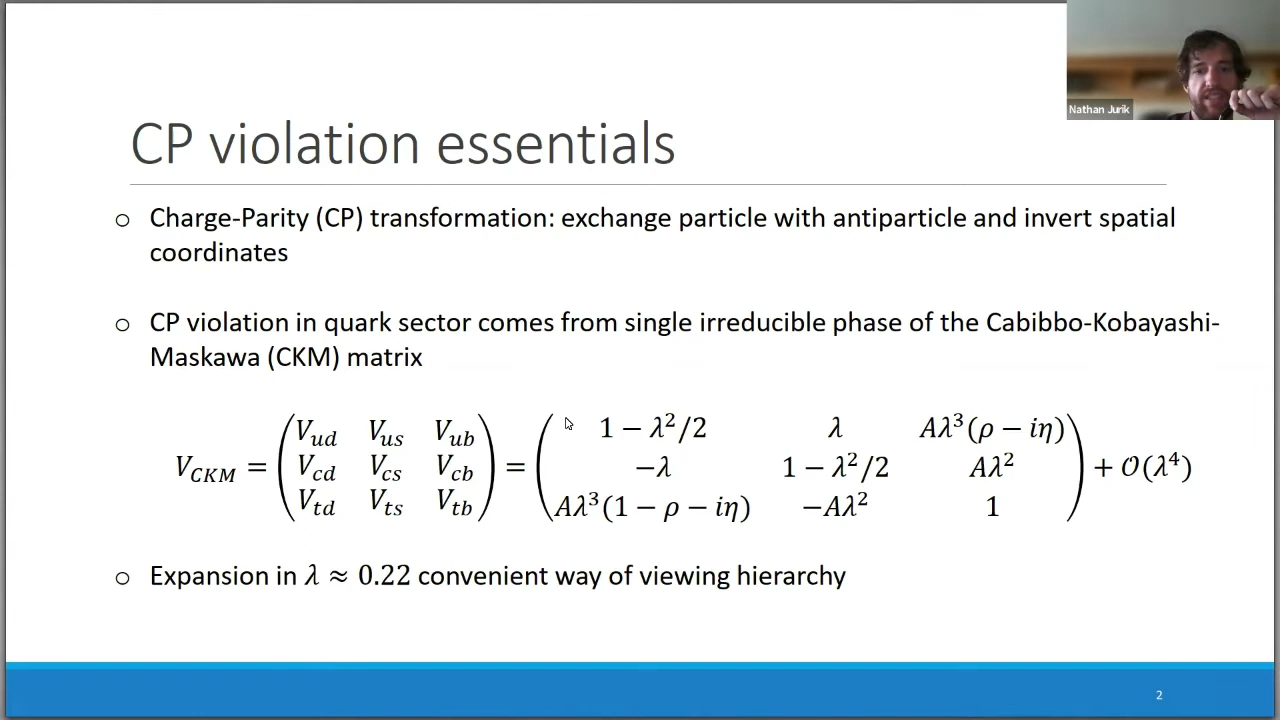 Nathan Jurik
CP violation essentials
o Charge-Parity (CP) transformation: exchange particle with antiparticle and invert spatial
coordinates
o CP violation in quark sector comes from single irreducible phase of the Cabibbo-Kobayashi-
Maskawa (CKM) matrix
V_CKM = (V_ud V_us V_ub; V_cd V_cs V_cb; V_td V_ts V_tb) = (1 − λ²/2 λ Aλ³(ρ − iη); −λ 1 − λ²/2 Aλ²; Aλ³(1 − ρ − iη) −Aλ² 1) + 𝒪(λ⁴)
o Expansion in λ ≈ 0.22 convenient way of viewing hierarchy
2